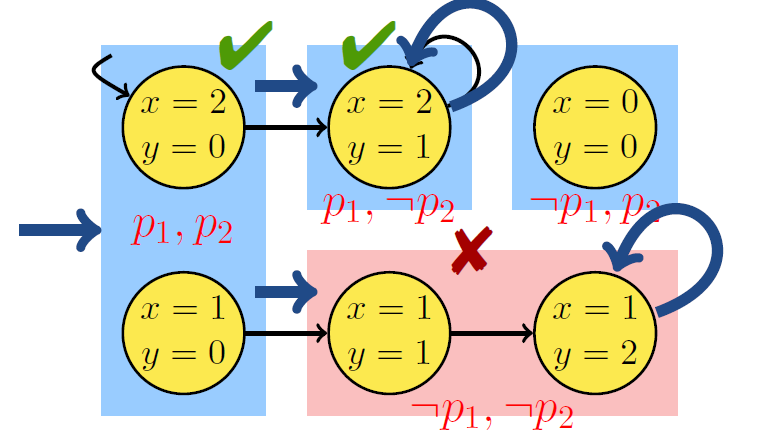 x = 2
y = 0
x = 2
y = 1
x = 0
y = 0
p₁, p₂
p₁, ¬p₂
¬p₁, p₂
x = 1
y = 0
x = 1
y = 1
x = 1
y = 2
¬p₁, ¬p₂